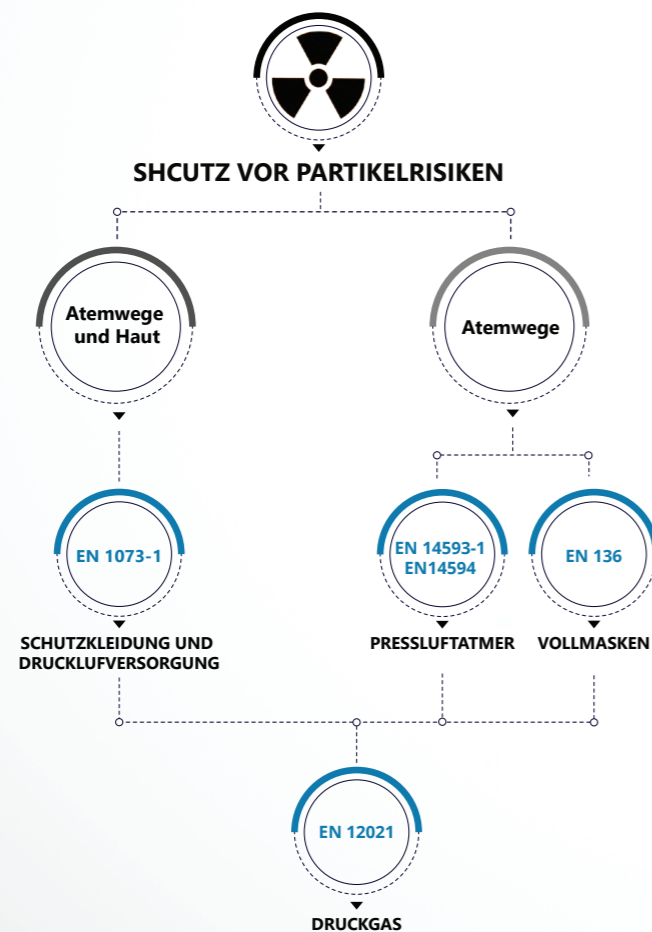 SHCUTZ VOR PARTIKELRISIKEN
Atemwege
und Haut
Atemwege
EN 1073-1
EN 14593-1
EN14594
EN 136
SCHUTZKLEIDUNG UND
DRUCKLUFVERSORGUNG
PRESSLUFTATMER
VOLLMASKEN
EN 12021
DRUCKGAS